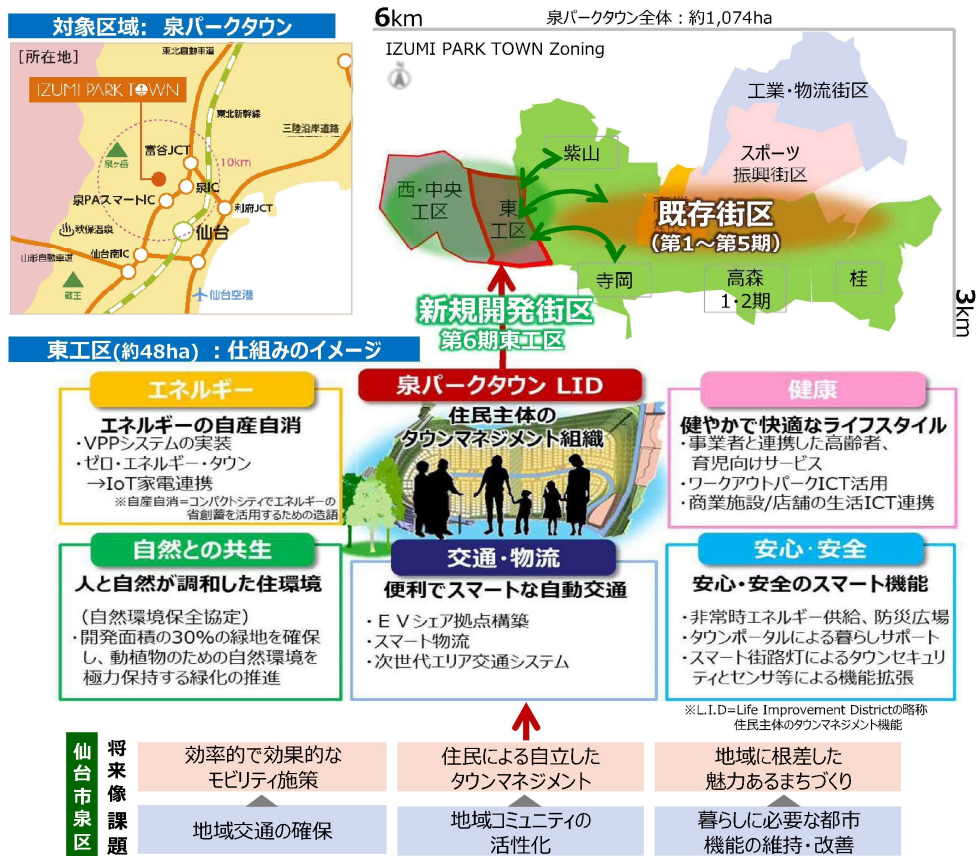 対象区域: 泉パークタウン
[所在地]
IZUMI PARK TOWN
東北自動車道
東北新幹線
三陸沿岸道路
泉ヶ岳
富谷JCT
10km
泉IC
泉PAスマートIC
利府JCT
秋保温泉
仙台
仙台南IC
山形自動車道
蔵王
仙台空港
6km
泉パークタウン全体：約1,074ha
IZUMI PARK TOWN Zoning
工業・物流街区
紫山
スポーツ
振興街区
西・中央
工区
東
工区
既存街区
(第1～第5期)
寺岡
高森
1・2期
桂
3km
新規開発街区
第6期東工区
東工区(約48ha)：仕組みのイメージ
エネルギー
エネルギーの自産自消
・VPPシステムの実装
・ゼロ・エネルギー・タウン
→IoT家電連携
※自産自消=コンパクトシティでエネルギーの
省創蓄を活用するための造語
泉パークタウン LID
住民主体の
タウンマネジメント組織
健康
健やかで快適なライフスタイル
・事業者と連携した高齢者、
育児向けサービス
・ワークアウトパークICT活用
・商業施設/店舗の生活ICT連携
自然との共生
人と自然が調和した住環境
(自然環境保全協定)
・開発面積の30%の緑地を確保
し、動植物のための自然環境を
極力保持する緑化の推進
交通・物流
便利でスマートな自動交通
・ＥＶシェア拠点構築
・スマート物流
・次世代エリア交通システム
安心・安全
安心・安全のスマート機能
・非常時エネルギー供給、防災広場
・タウンポータルによる暮らしサポート
・スマート街路灯によるタウンセキュリ
ティとセンサ等による機能拡張
※L.I.D=Life Improvement Districtの略称
住民主体のタウンマネジメント機能
仙台市泉区
将来像
効率的で効果的な
モビリティ施策
住民による自立した
タウンマネジメント
地域に根差した
魅力あるまちづくり
課題
地域交通の確保
地域コミュニティの
活性化
暮らしに必要な都市
機能の維持・改善